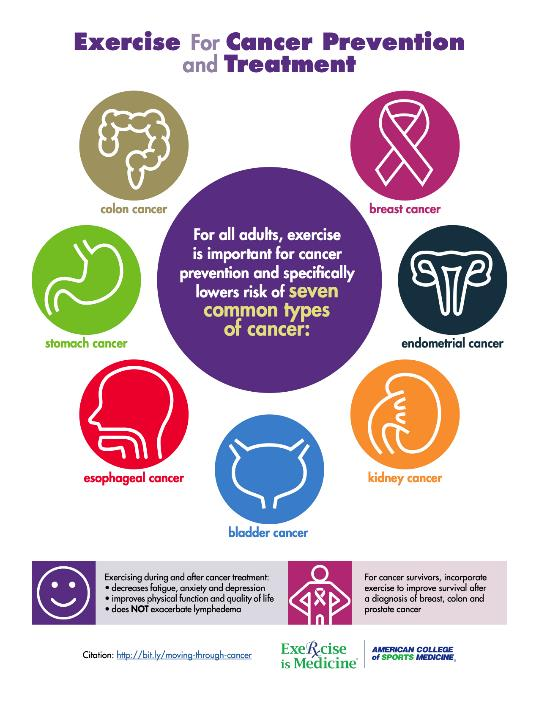 Exercise For Cancer Prevention
and Treatment
colon cancer
breast cancer
For all adults, exercise
is important for cancer
prevention and specifically
lowers risk of seven
common types
of cancer:
stomach cancer
endometrial cancer
esophageal cancer
kidney cancer
bladder cancer
Exercising during and after cancer treatment:
• decreases fatigue, anxiety and depression
• improves physical function and quality of life
• does NOT exacerbate lymphedema
For cancer survivors, incorporate
exercise to improve survival after
a diagnosis of breast, colon and
prostate cancer
Citation: http://bit.ly/moving-through-cancer
ExeRcise
is Medicine®
AMERICAN COLLEGE
of SPORTS MEDICINE®